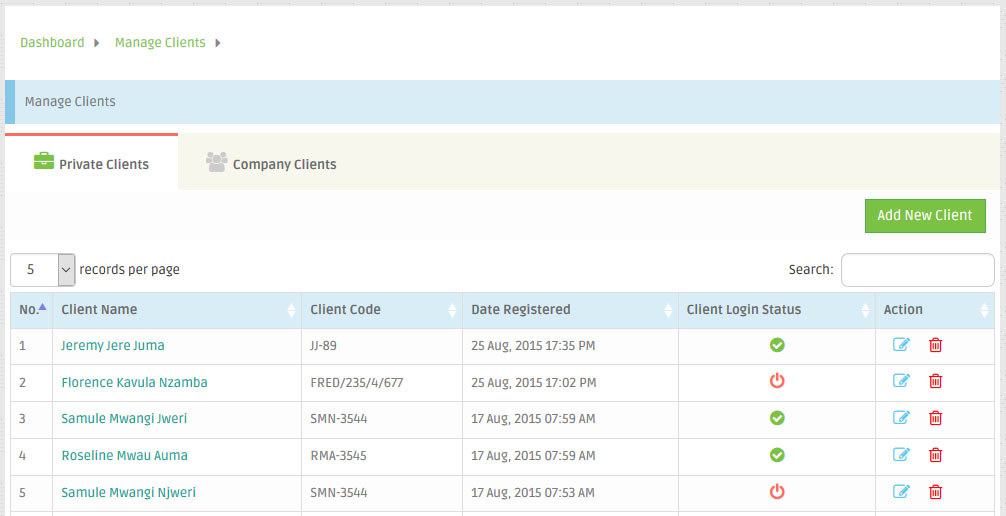 Dashboard Manage Clients
Manage Clients
Private Clients Company Clients
Add New Client
5 records per page Search:
No. Client Name Client Code Date Registered Client Login Status Action
1 Jeremy Jere Juma JJ-89 25 Aug, 2015 17:35 PM
2 Florence Kavula Nzamba FRED/235/4/677 25 Aug, 2015 17:02 PM
3 Samule Mwangi Jweri SMN-3544 17 Aug, 2015 07:59 AM
4 Roseline Mwau Auma RMA-3545 17 Aug, 2015 07:59 AM
5 Samule Mwangi Njweri SMN-3544 17 Aug, 2015 07:53 AM